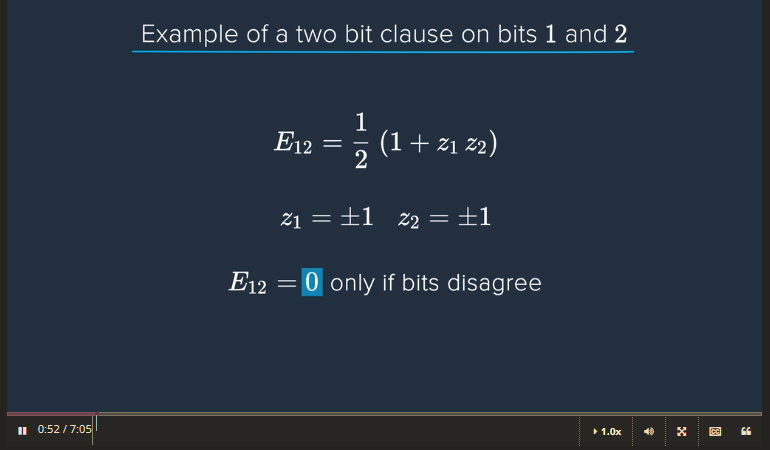 Example of a two bit clause on bits 1 and 2
E₁₂ = 1/2 (1 + z₁ z₂)
z₁ = ±1 z₂ = ±1
E₁₂ = 0 only if bits disagree
0:52 / 7:05 1.0x CC